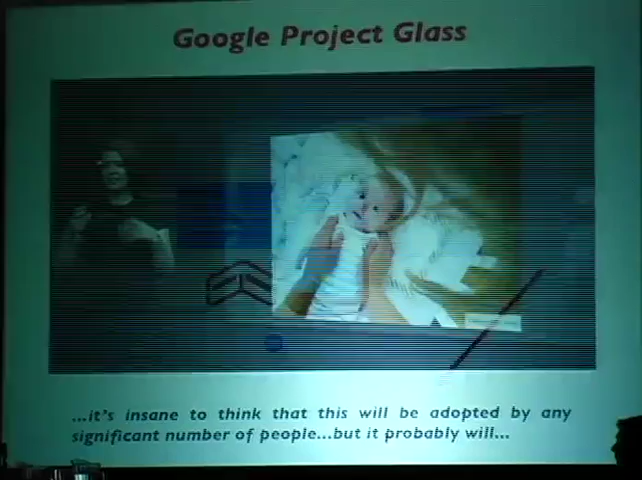 Google Project Glass
...it's insane to think that this will be adopted by any
significant number of people...but it probably will...